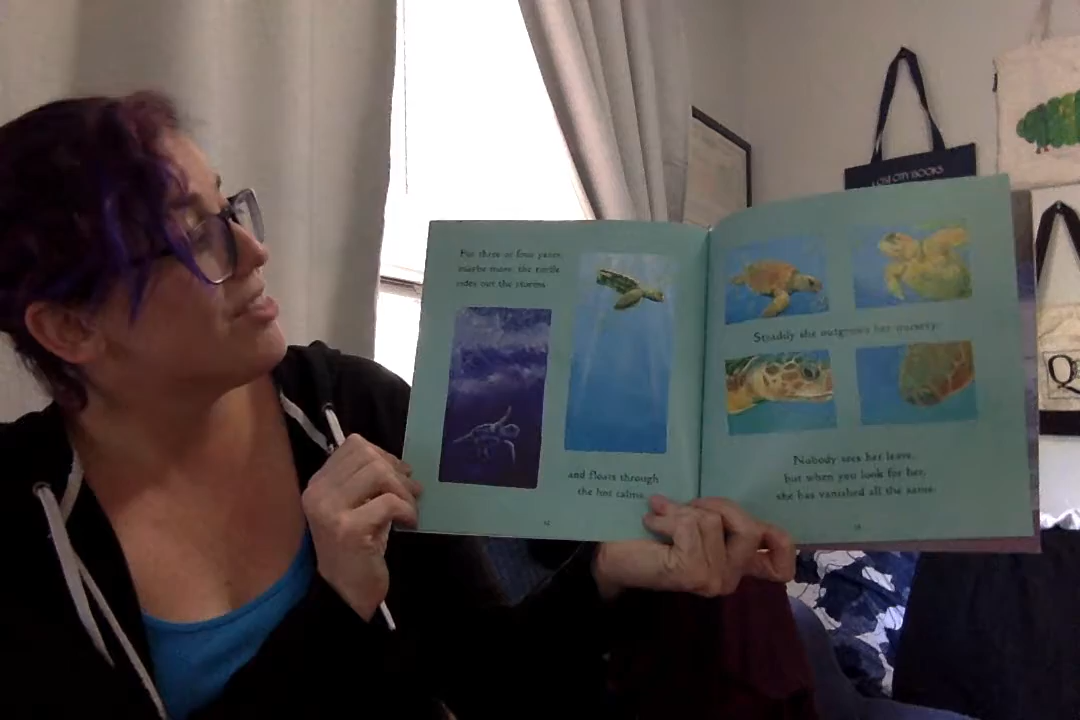 For three or four years,
maybe more, the turtle
rides out the storms
and floats through
the hot calms.
Steadily she outgrows her nursery.
Nobody sees her leave,
but when you look for her,
she has vanished all the same.
LOST CITY BOOKS
Q